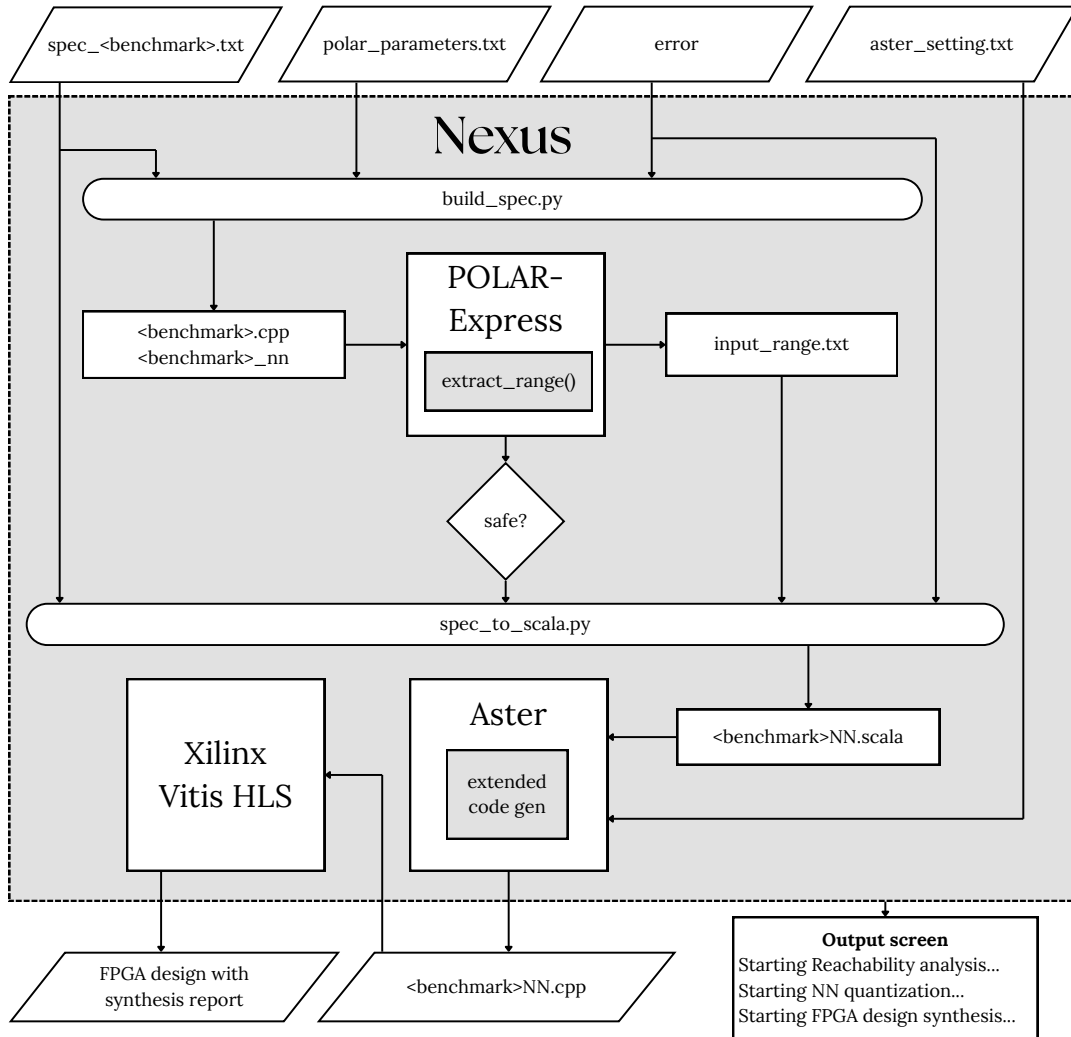 spec_<benchmark>.txt
polar_parameters.txt
error
aster_setting.txt
Nexus
build_spec.py
POLAR-
Express
extract_range()
<benchmark>.cpp
<benchmark>_nn
input_range.txt
safe?
spec_to_scala.py
Xilinx
Vitis HLS
Aster
extended
code gen
<benchmark>NN.scala
FPGA design with
synthesis report
<benchmark>NN.cpp
Output screen
Starting Reachability analysis...
Starting NN quantization...
Starting FPGA design synthesis...